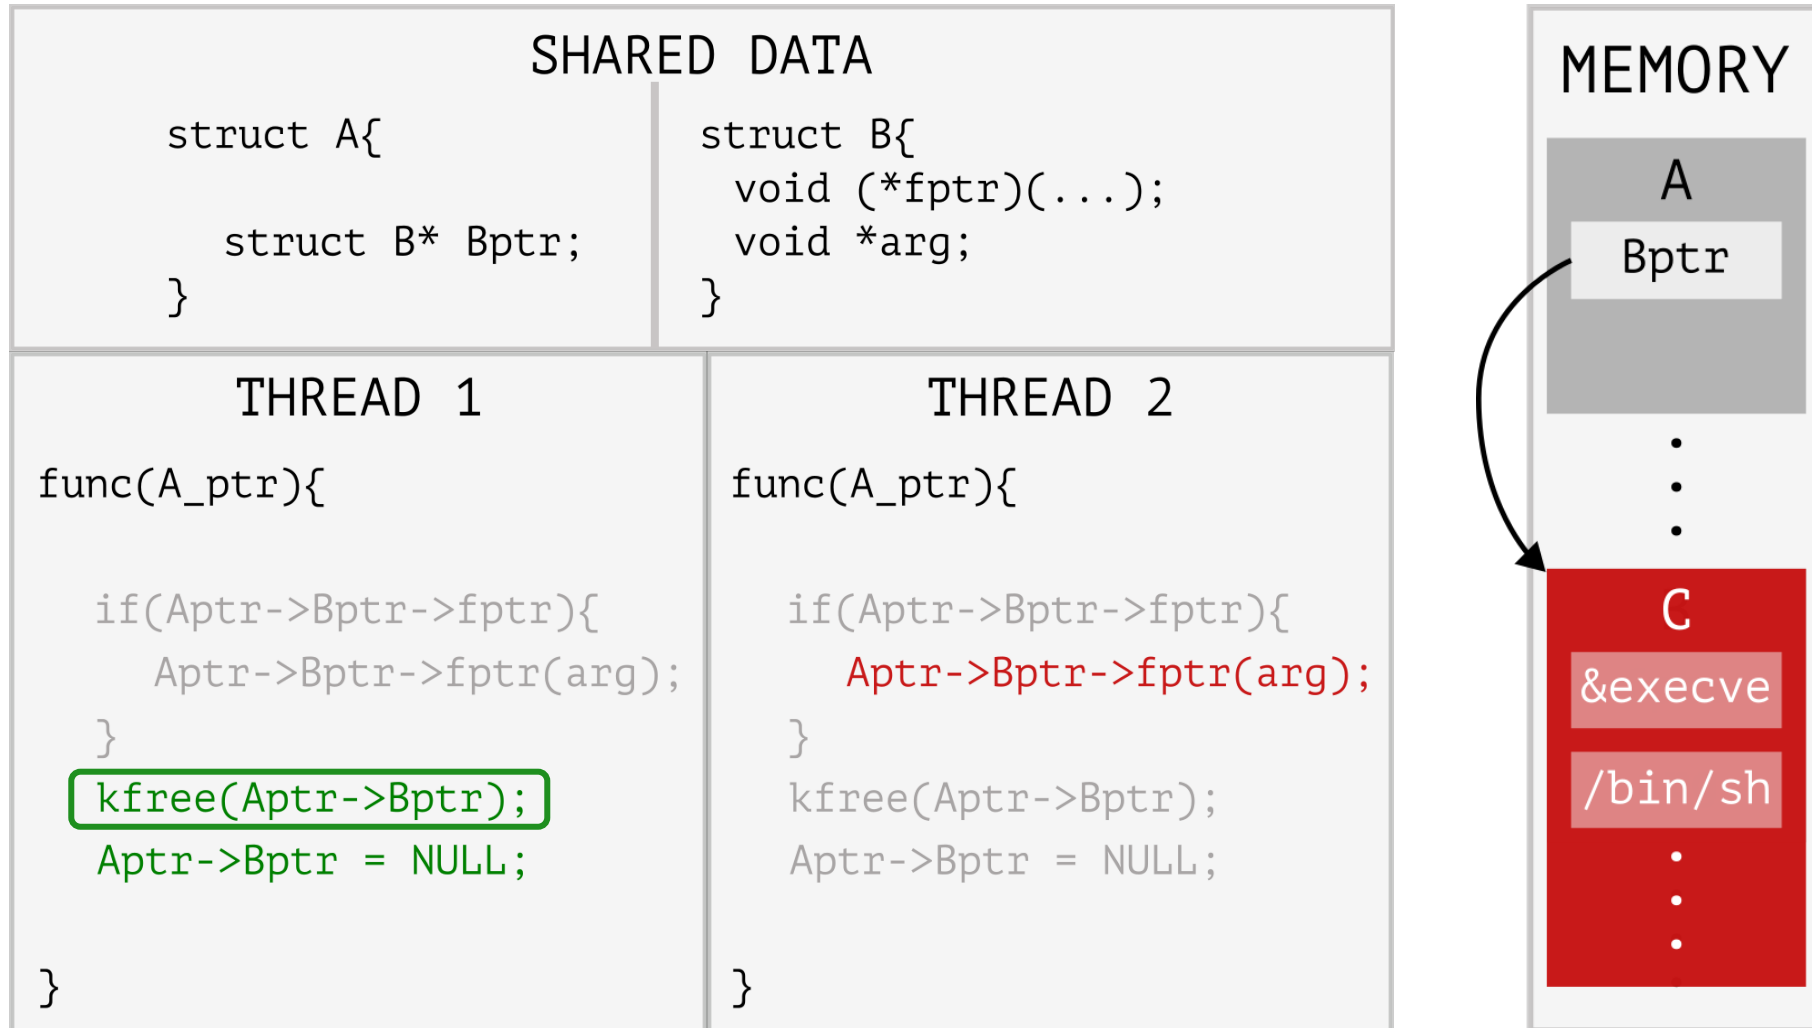 SHARED DATA
struct A{
struct B* Bptr;
}
struct B{
void (*fptr)(...);
void *arg;
}
THREAD 1
func(A_ptr){
if(Aptr->Bptr->fptr){
Aptr->Bptr->fptr(arg);
}
kfree(Aptr->Bptr);
Aptr->Bptr = NULL;
}
THREAD 2
func(A_ptr){
if(Aptr->Bptr->fptr){
Aptr->Bptr->fptr(arg);
}
kfree(Aptr->Bptr);
Aptr->Bptr = NULL;
}
MEMORY
A
Bptr
C
&execve
/bin/sh